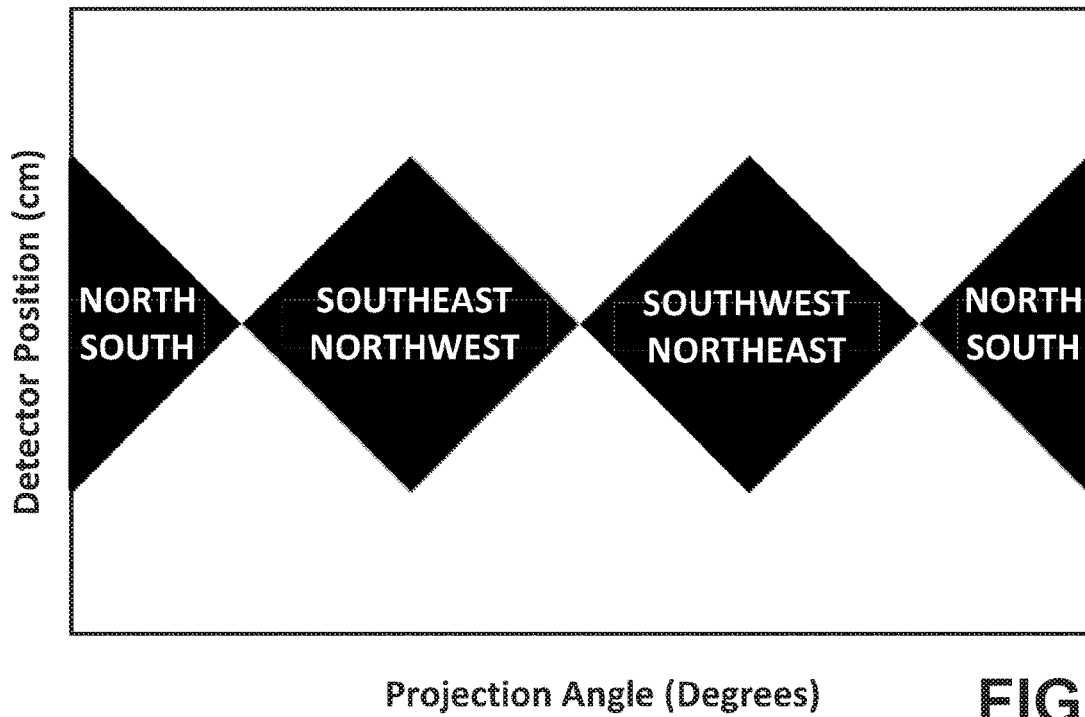 Detector Position (cm)
NORTH
SOUTH
SOUTHEAST
NORTHWEST
SOUTHWEST
NORTHEAST
NORTH
SOUTH
Projection Angle (Degrees)
FIG